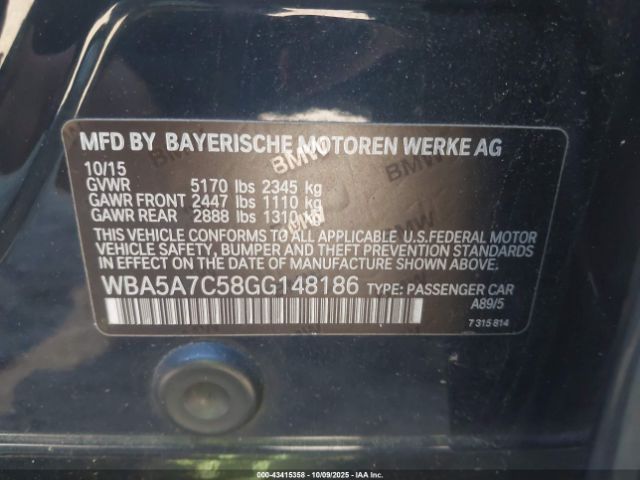 MFD BY BAYERISCHE MOTOREN WERKE AG
10/15
GVWR 5170 lbs 2345 kg
GAWR FRONT 2447 lbs 1110 kg
GAWR REAR 2888 lbs 1310
THIS VEHICLE CONFORMS TO ALL APPLICABLE U.S.FEDERAL MOTOR
VEHICLE SAFETY, BUMPER AND THEFT PREVENTION STANDARDS
IN EFFECT ON THE DATE OF MANUFACTURE SHOWN ABOVE.
WBA5A7C58GG148186 TYPE: PASSENGER CAR
A89/5
7 315 814
© IAA 2025 - 43415358 - 10/09/2025 - iaai.com